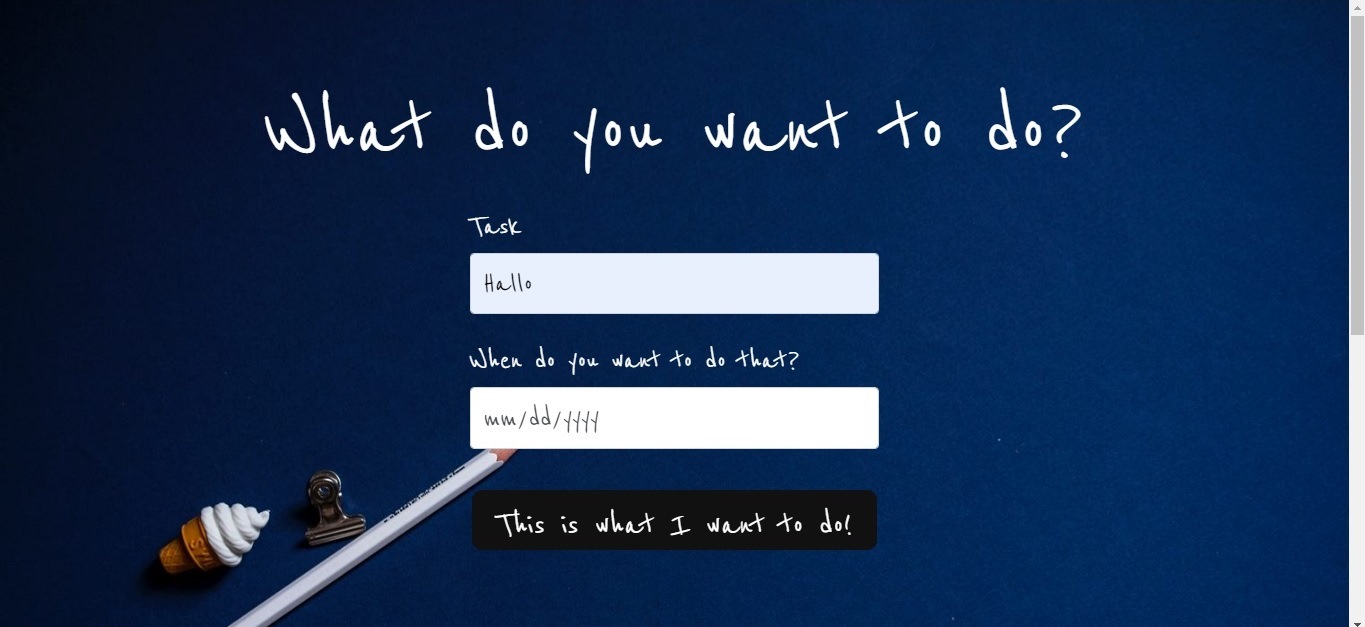 What do you want to do?
Task
Hallo
When do you want to do that?
mm/dd/yyyy
This is what I want to do!